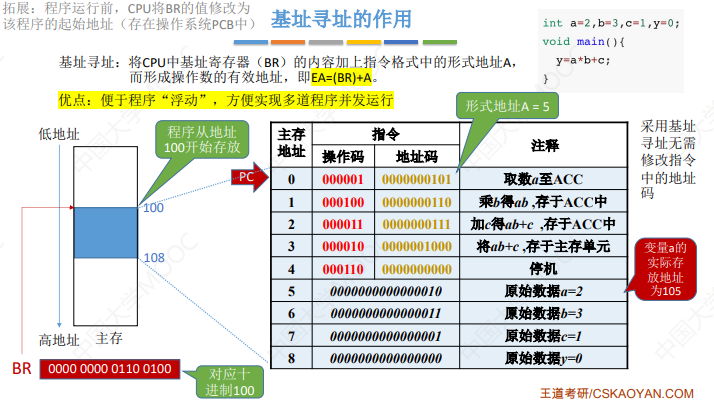 拓展：程序运行前，CPU将BR的值修改为
该程序的起始地址（存在操作系统PCB中）
基址寻址的作用
int a=2,b=3,c=1,y=0;
void main(){
y=a*b+c;
}
基址寻址：将CPU中基址寄存器（BR）的内容加上指令格式中的形式地址A，
而形成操作数的有效地址，即EA=(BR)+A。
优点：便于程序“浮动”，方便实现多道程序并发运行
形式地址A = 5
低地址
程序从地址
100开始存放
100
108
高地址
主存
BR
0000 0000 0110 0100
对应十
进制100
PC
主存
地址 指令 注释
操作码 地址码
0 000001 0000000101 取数a至ACC
1 000100 0000000110 乘b得ab ,存于ACC中
2 000011 0000000111 加c得ab+c ,存于ACC中
3 000010 0000001000 将ab+c ,存于主存单元
4 000110 0000000000 停机
5 0000000000000010 原始数据a=2
6 0000000000000011 原始数据b=3
7 0000000000000001 原始数据c=1
8 0000000000000000 原始数据y=0
采用基址
寻址无需
修改指令
中的地址
码
变量a的
实际存
放地址
为105
王道考研/CSKAOYAN.COM
中国大学MOOC